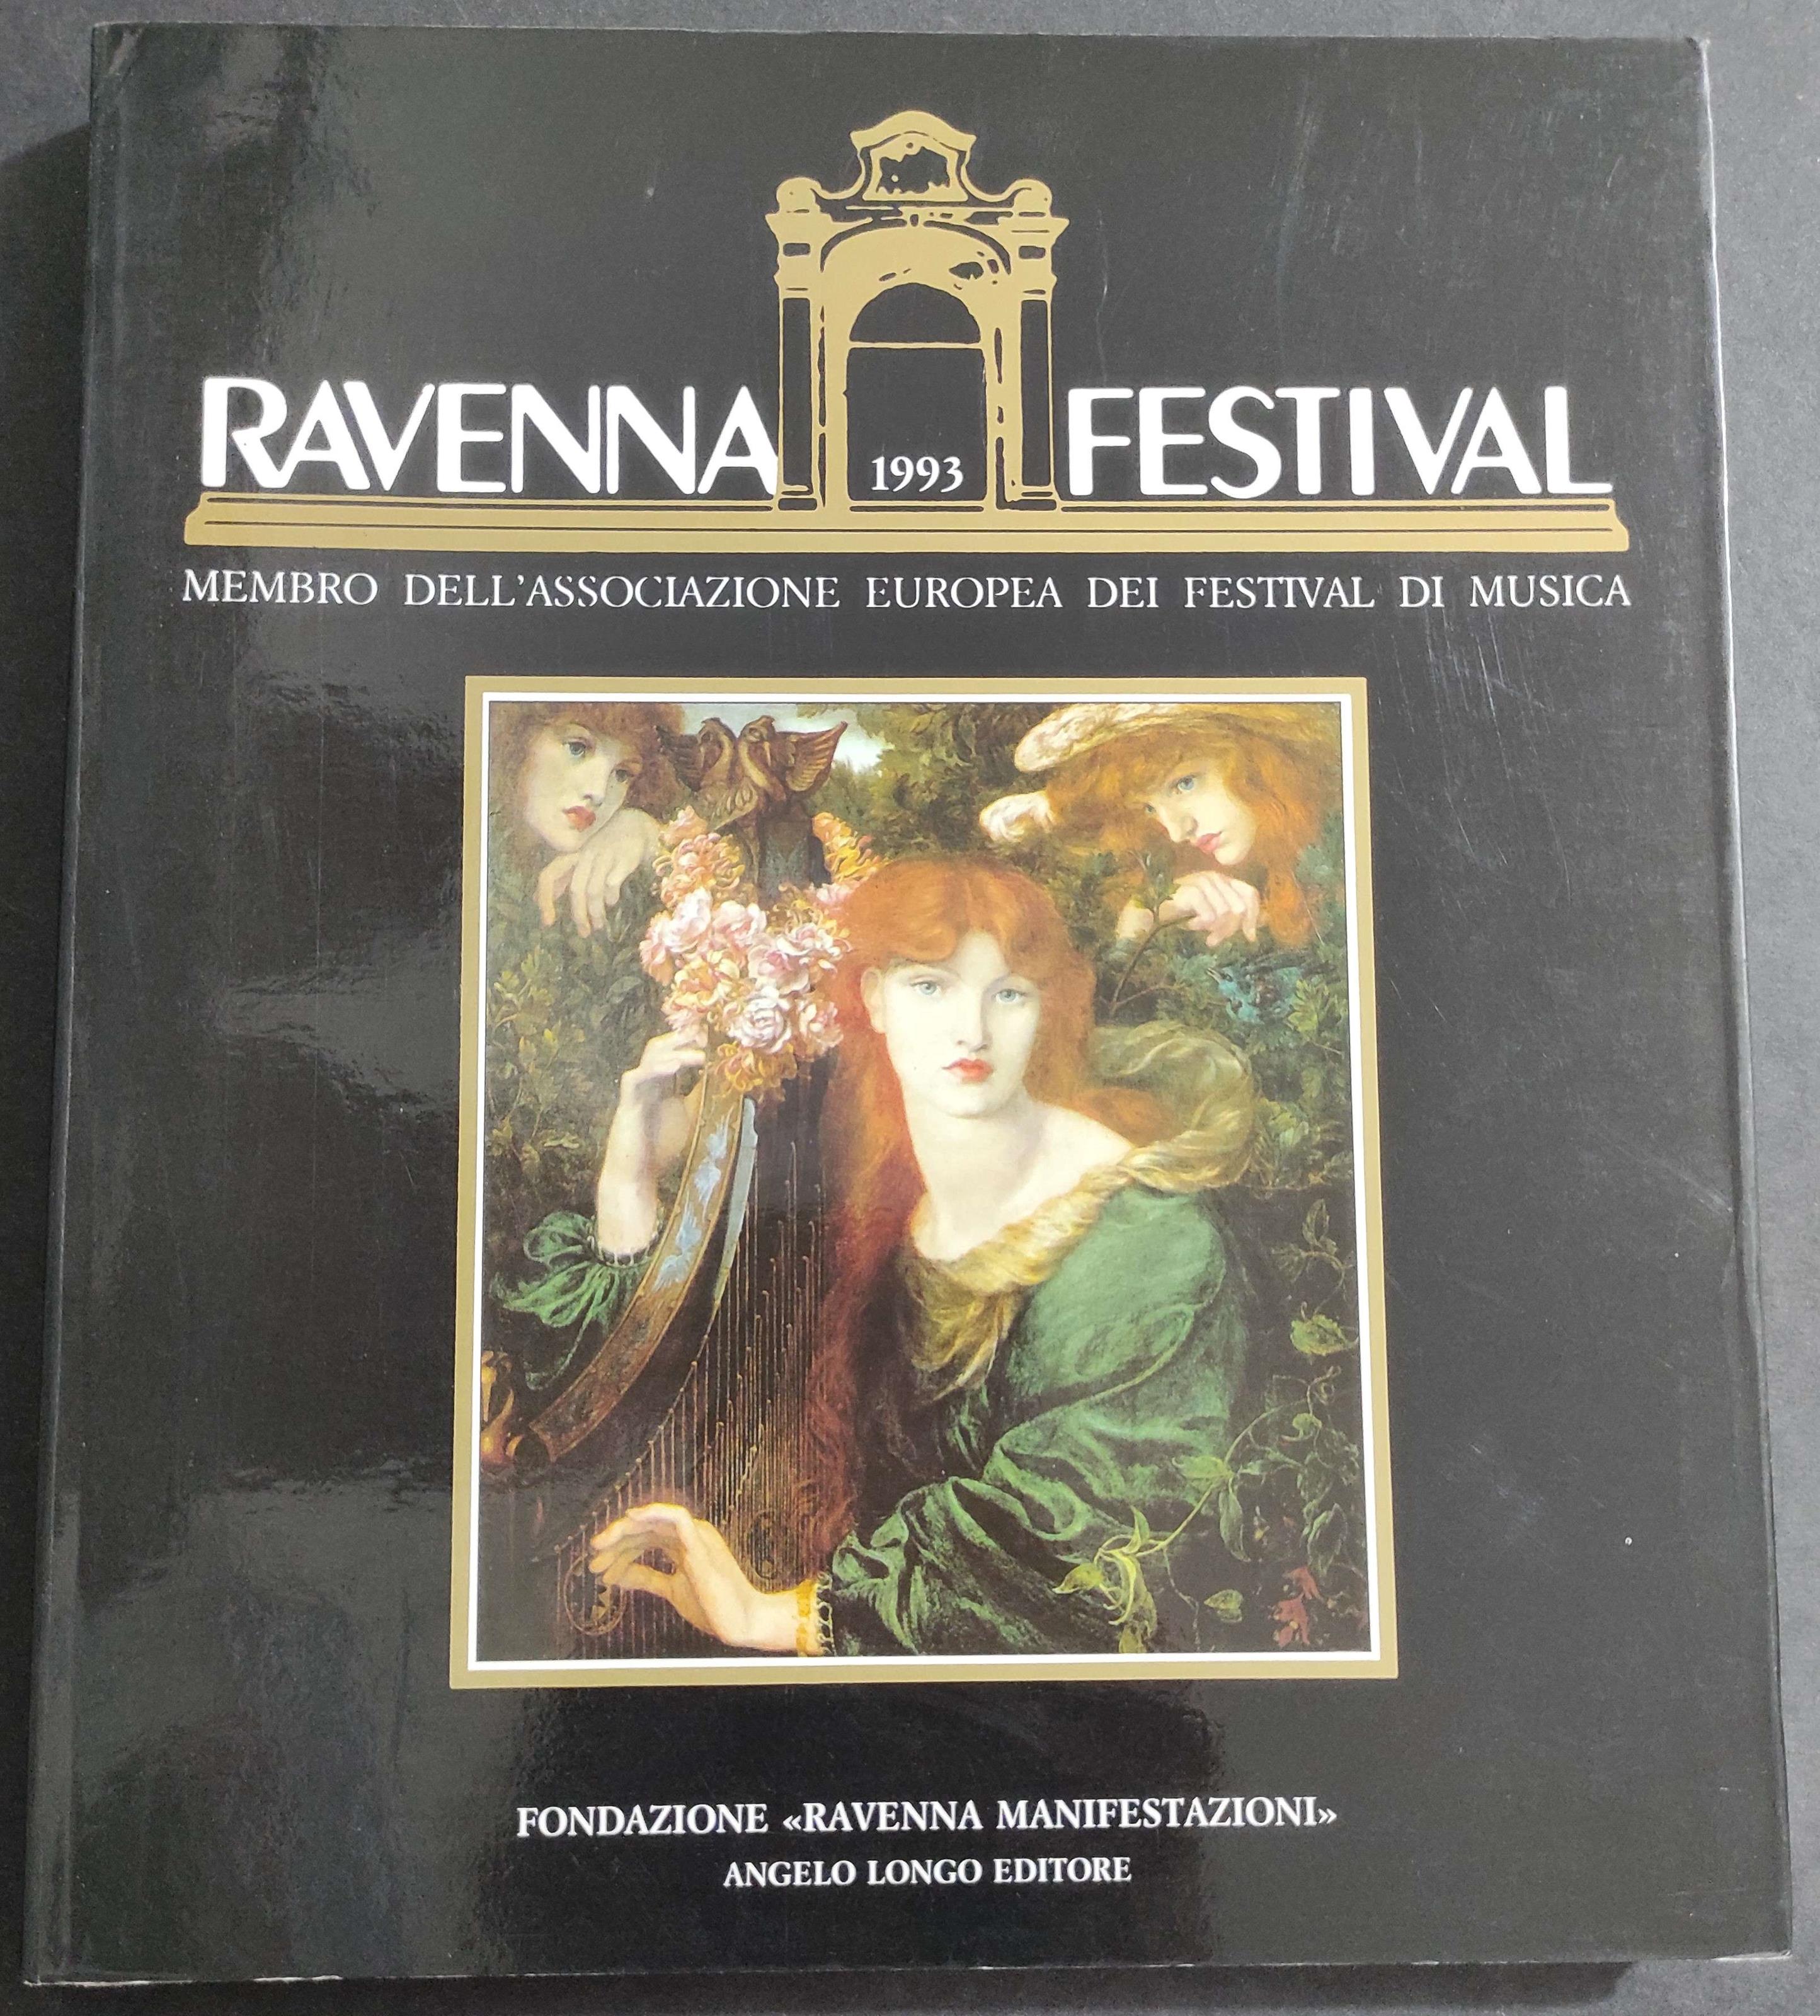 RAVENNA 1993 FESTIVAL
MEMBRO DELL'ASSOCIAZIONE EUROPEA DEI FESTIVAL DI MUSICA
FONDAZIONE «RAVENNA MANIFESTAZIONI»
ANGELO LONGO EDITORE